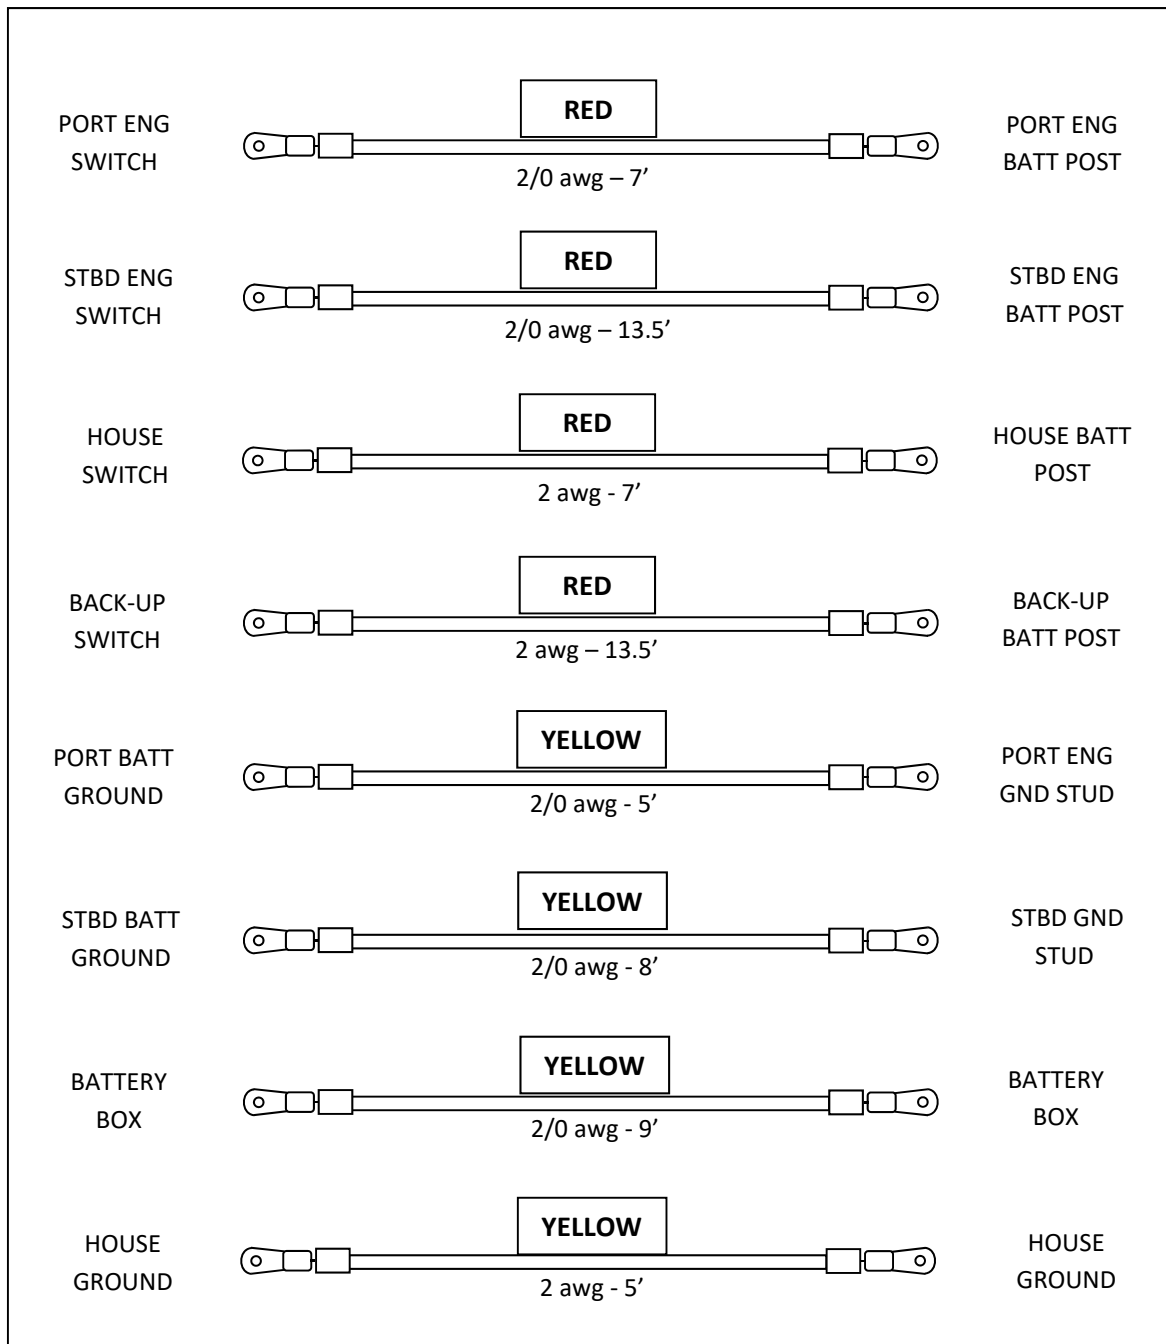 RED
PORT ENG
SWITCH
2/0 awg – 7’
PORT ENG
BATT POST
RED
STBD ENG
SWITCH
2/0 awg – 13.5’
STBD ENG
BATT POST
RED
HOUSE
SWITCH
2 awg - 7’
HOUSE BATT
POST
RED
BACK-UP
SWITCH
2 awg – 13.5’
BACK-UP
BATT POST
YELLOW
PORT BATT
GROUND
2/0 awg - 5’
PORT ENG
GND STUD
YELLOW
STBD BATT
GROUND
2/0 awg - 8’
STBD GND
STUD
YELLOW
BATTERY
BOX
2/0 awg - 9’
BATTERY
BOX
YELLOW
HOUSE
GROUND
2 awg - 5’
HOUSE
GROUND